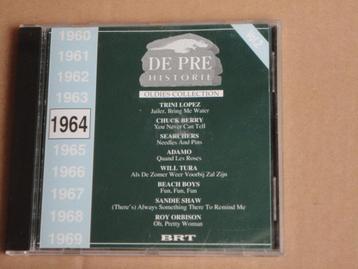 1960
1961
1962
1963
1964
1965
1966
1967
1968
1969
DE PRE
HISTORIE
OLDIES COLLECTION
TRINI LOPEZ
Jailer, Bring Me Water
CHUCK BERRY
You Never Can Tell
SEARCHERS
Needles And Pins
ADAMO
Quand Les Roses
WILL TURA
Als De Zomer Weer Voorbij Zal Zijn
BEACH BOYS
Fun, Fun, Fun
SANDIE SHAW
(There's) Always Something There To Remind Me
ROY ORBISON
Oh, Pretty Woman
BRT